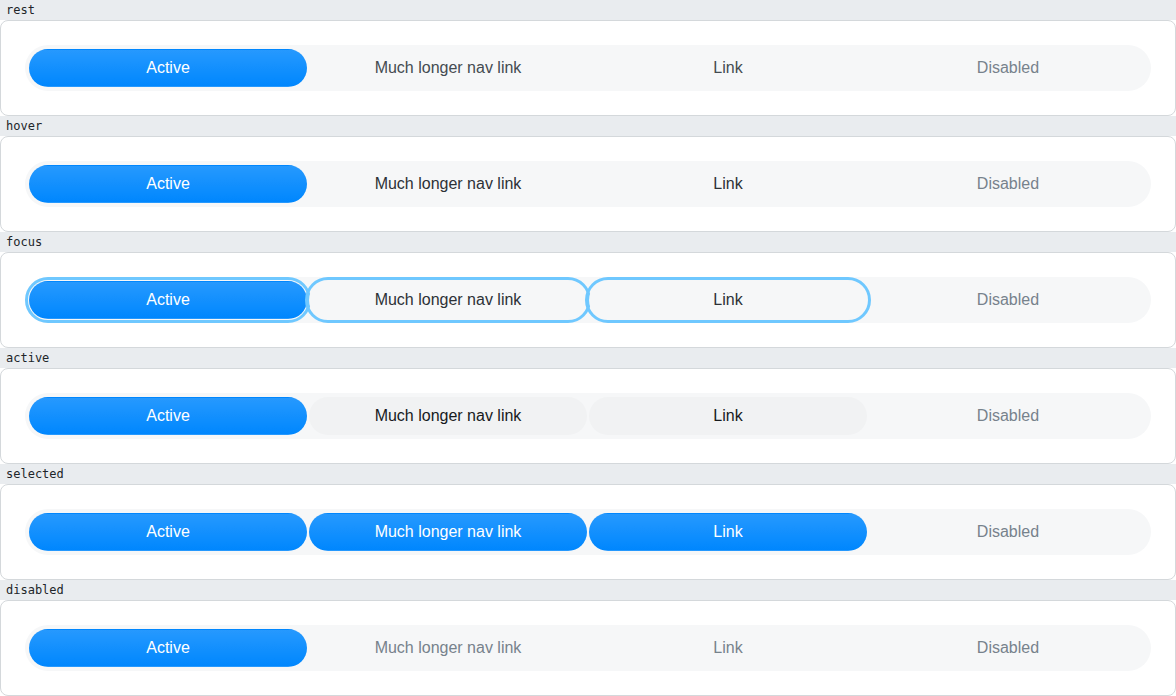 rest
Active Much longer nav link Link Disabled
hover
Active Much longer nav link Link Disabled
focus
Active Much longer nav link Link Disabled
active
Active Much longer nav link Link Disabled
selected
Active Much longer nav link Link Disabled
disabled
Active Much longer nav link Link Disabled